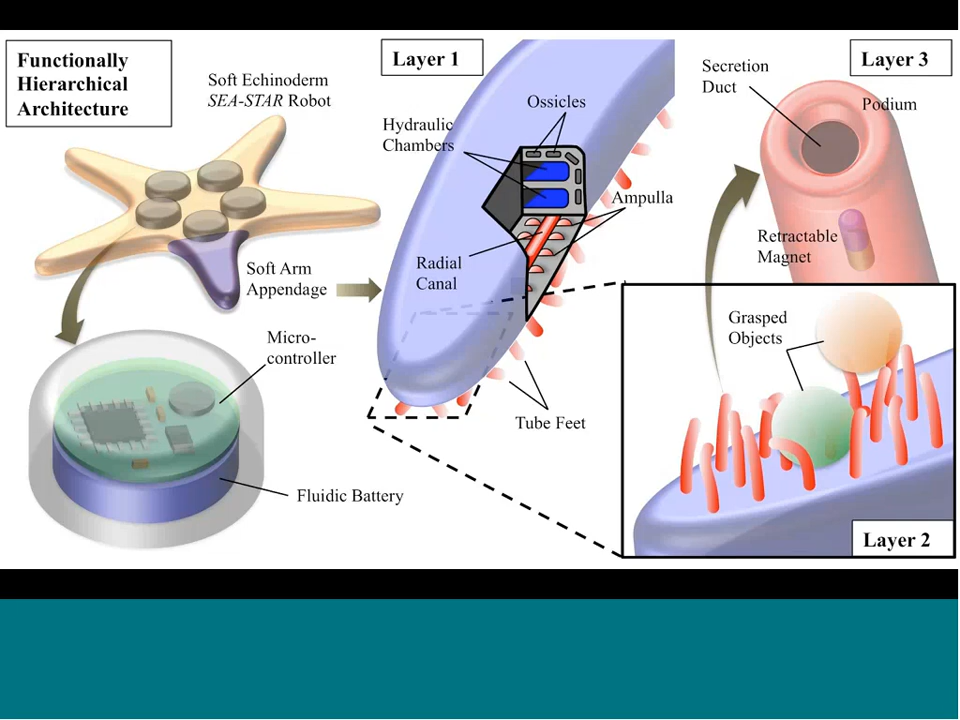 Functionally
Hierarchical
Architecture
Soft Echinoderm
SEA-STAR Robot
Soft Arm
Appendage
Micro-
controller
Fluidic Battery
Layer 1
Ossicles
Hydraulic
Chambers
Ampulla
Radial
Canal
Tube Feet
Layer 3
Secretion
Duct
Podium
Retractable
Magnet
Grasped
Objects
Layer 2